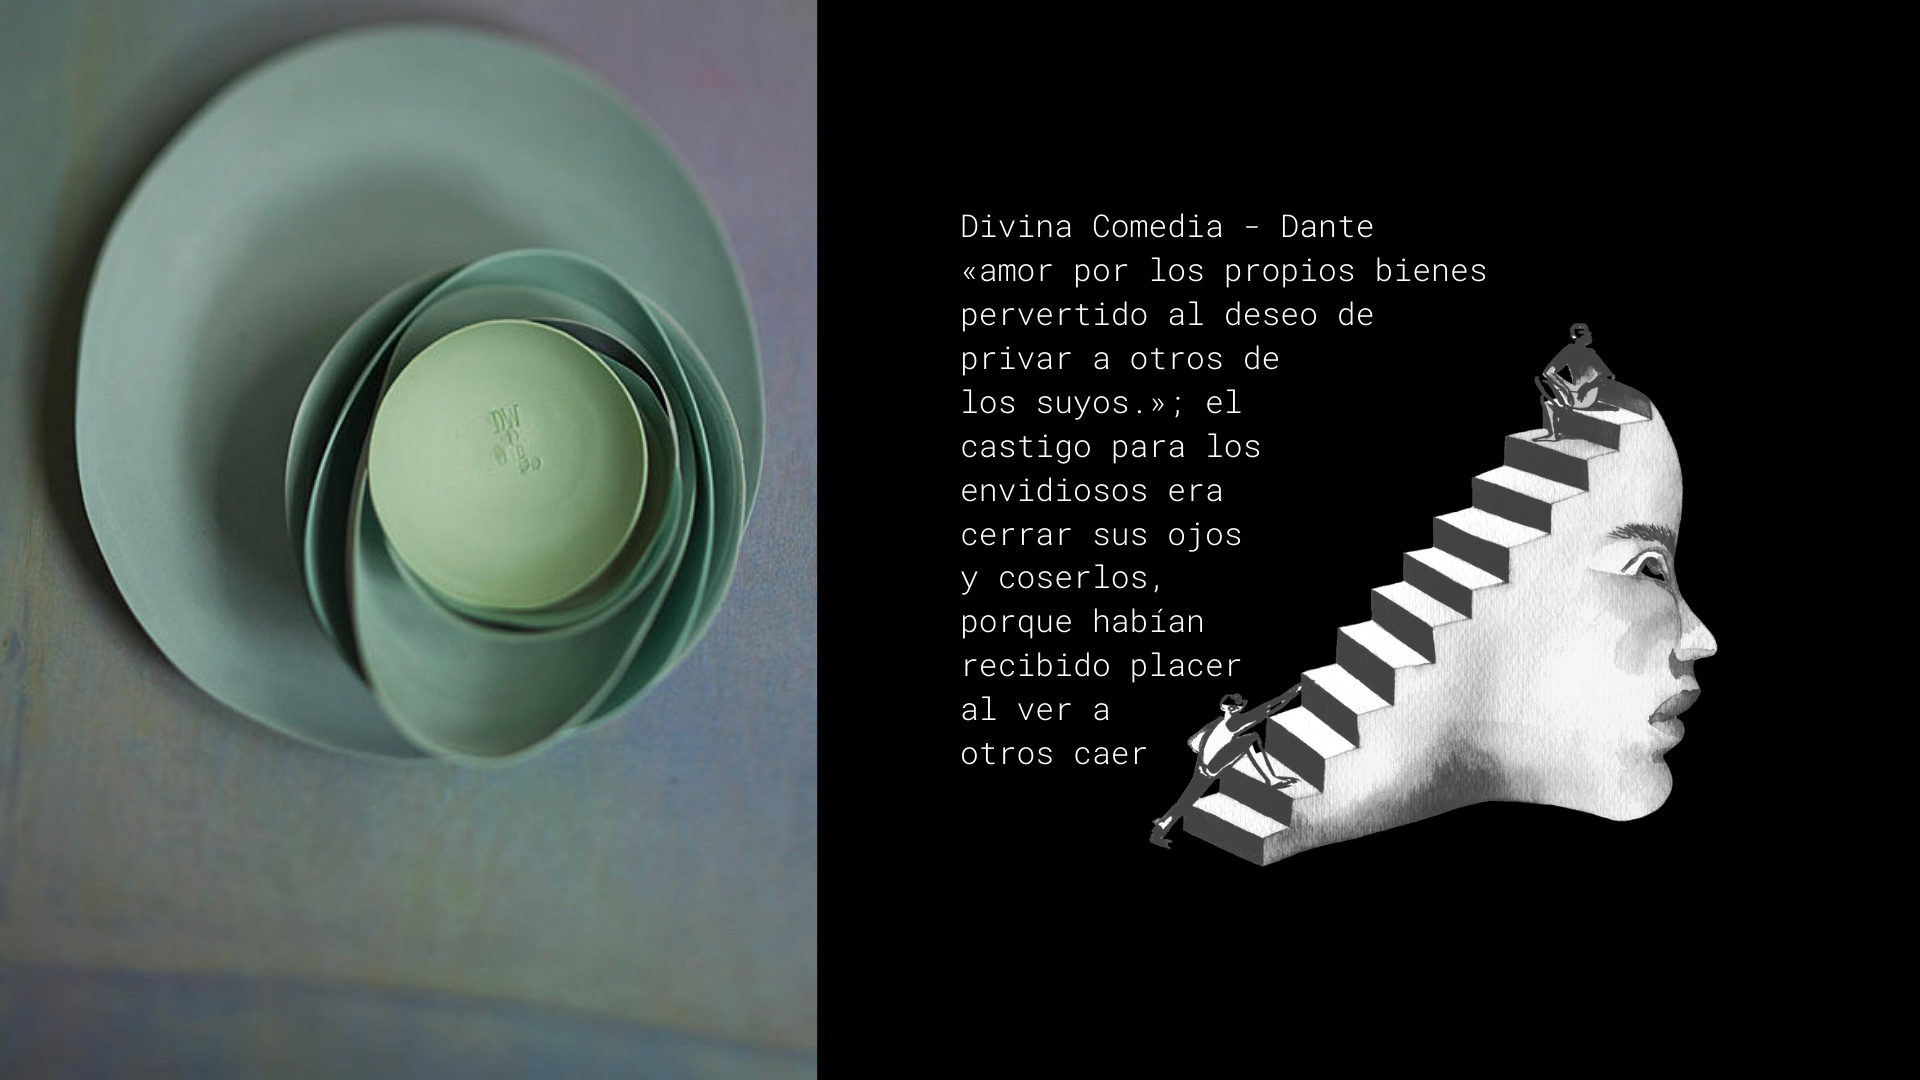 Divina Comedia - Dante
«amor por los propios bienes
pervertido al deseo de
privar a otros de
los suyos.»; el
castigo para los
envidiosos era
cerrar sus ojos
y coserlos,
porque habían
recibido placer
al ver a
otros caer
DW